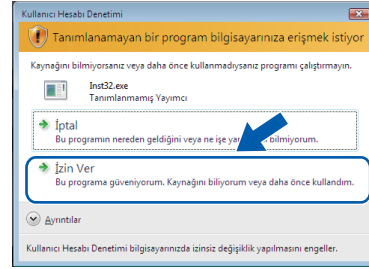 Kullanıcı Hesabı Denetimi
Tanımlanamayan bir program bilgisayarınıza erişmek istiyor
Kaynağını bilmiyorsanız veya daha önce kullanmadıysanız programı çalıştırmayın.
Inst32.exe
Tanımlanmamış Yayımcı
İptal
Bu programın nereden geldiğini veya ne işe bilmiyorum.
İzin Ver
Bu programa güveniyorum. Kaynağını biliyorum veya daha önce kullandım.
Ayrıntılar
Kullanıcı Hesabı Denetimi bilgisayarınızda izinsiz değişiklik yapılmasını engeller.